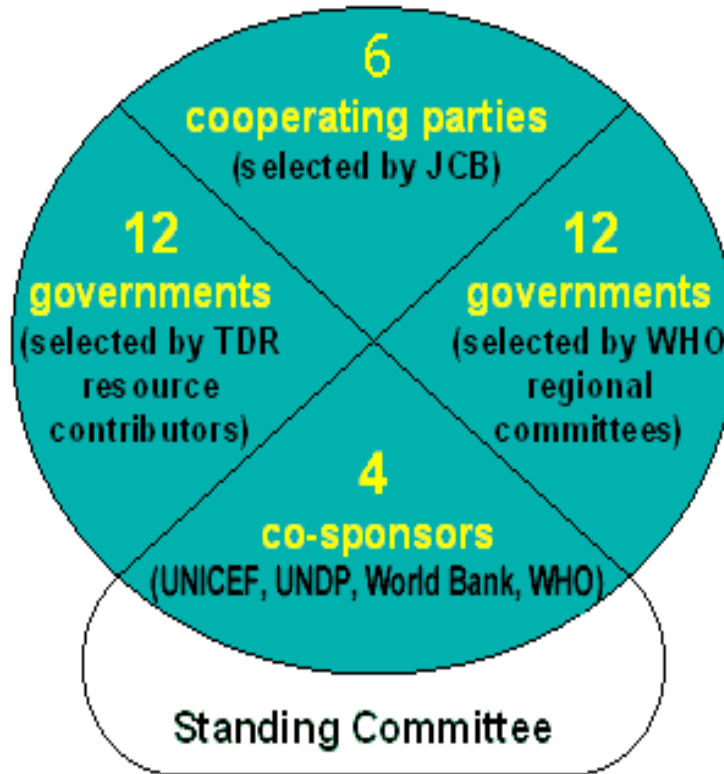 6
cooperating parties
(selected by JCB)
12
governments
(selected by TDR
resource
contributors)
12
governments
(selected by WHO
regional
committees)
4
co-sponsors
(UNICEF, UNDP, World Bank, WHO)
Standing Committee